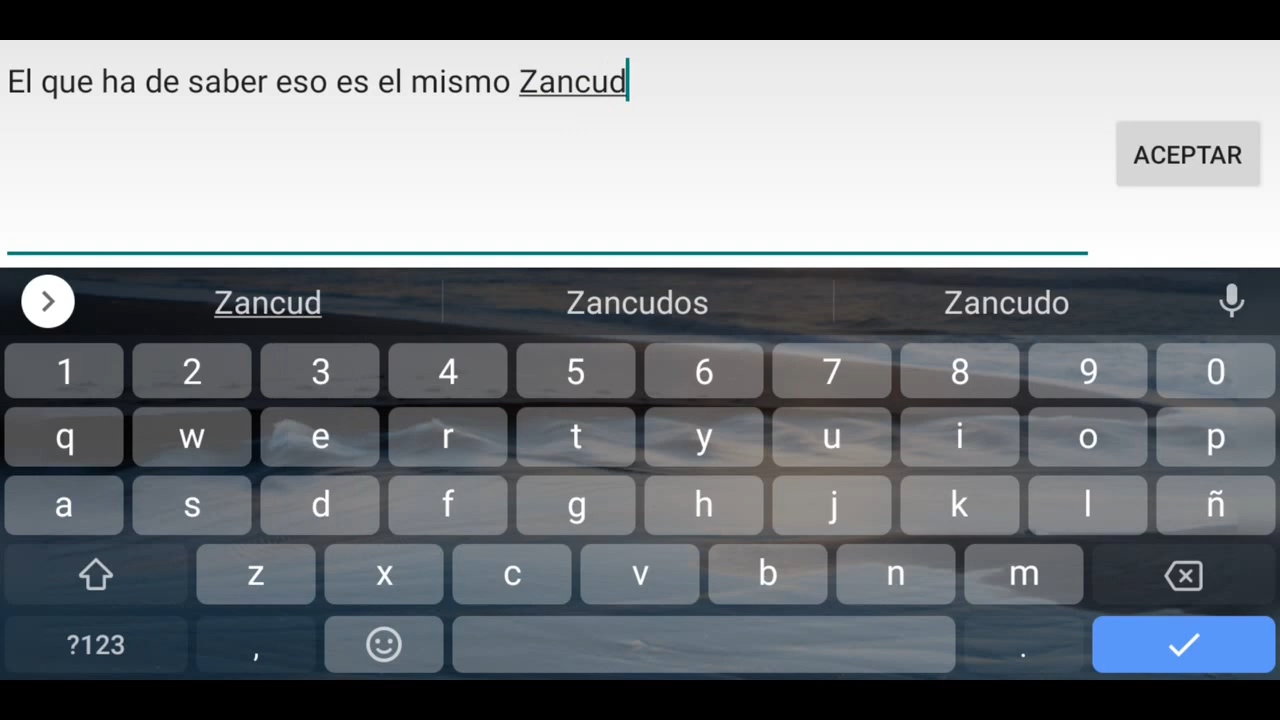 El que ha de saber eso es el mismo Zancud
ACEPTAR
Zancud Zancudos Zancudo
1 2 3 4 5 6 7 8 9 0
q w e r t y u i o p
a s d f g h j k l ñ
z x c v b n m
?123 , .